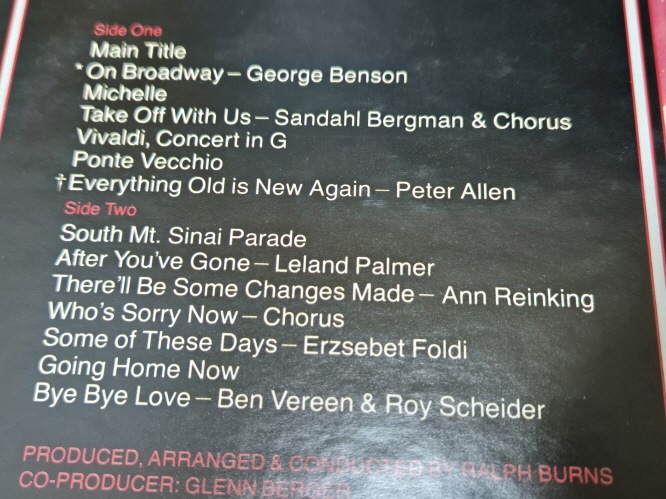 Side One
Main Title
*On Broadway – George Benson
Michelle
Take Off With Us – Sandahl Bergman & Chorus
Vivaldi, Concert in G
Ponte Vecchio
†Everything Old is New Again – Peter Allen
Side Two
South Mt. Sinai Parade
After You've Gone – Leland Palmer
There'll Be Some Changes Made – Ann Reinking
Who's Sorry Now – Chorus
Some of These Days – Erzsebet Foldi
Going Home Now
Bye Bye Love – Ben Vereen & Roy Scheider
PRODUCED, ARRANGED & CONDUCTED BY RALPH BURNS
CO-PRODUCER: GLENN BERGER